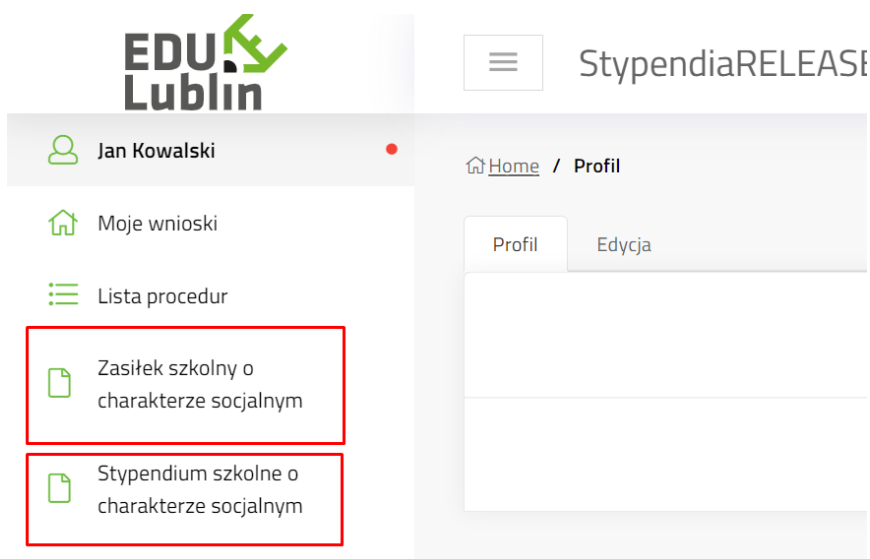 EDU
Lublin
StypendiaRELEASE
Jan Kowalski
Home / Profil
Moje wnioski
Profil Edycja
Lista procedur
Zasiłek szkolny o
charakterze socjalnym
Stypendium szkolne o
charakterze socjalnym